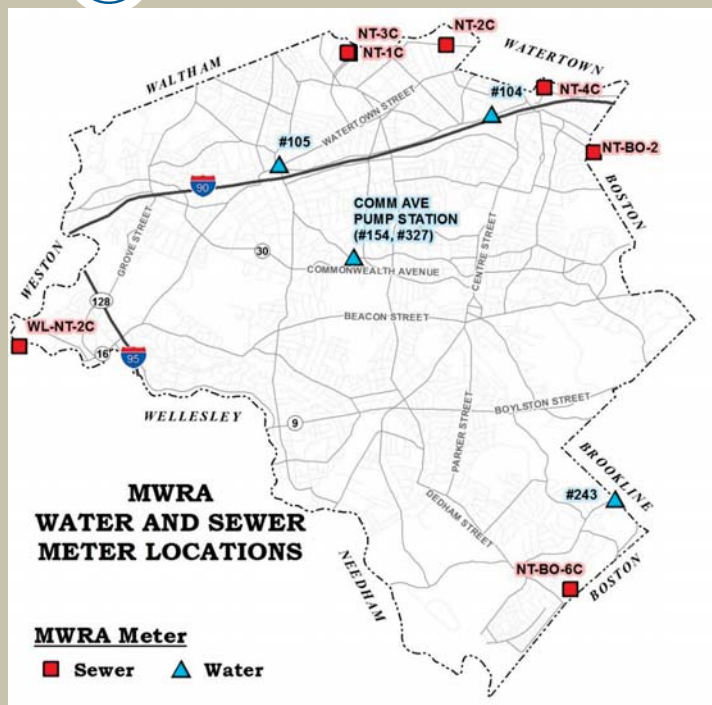 NT-3C
NT-2C
NT-1C
WATERTOWN
WALTHAM
#104
NT-4C
WATERTOWN STREET
#105
NT-BO-2
90
BOSTON
COMM AVE
PUMP STATION
(#154, #327)
GROVE STREET
CENTRE STREET
30
COMMONWEALTH AVENUE
WESTON
128
BEACON STREET
WL-NT-2C
16
95
WELLESLEY
BOYLSTON STREET
9
PARKER STREET
BROOKLINE
MWRA
WATER AND SEWER
METER LOCATIONS
#243
DEDHAM STREET
NEEDHAM
NT-BO-6C
BOSTON
MWRA Meter
Sewer
Water